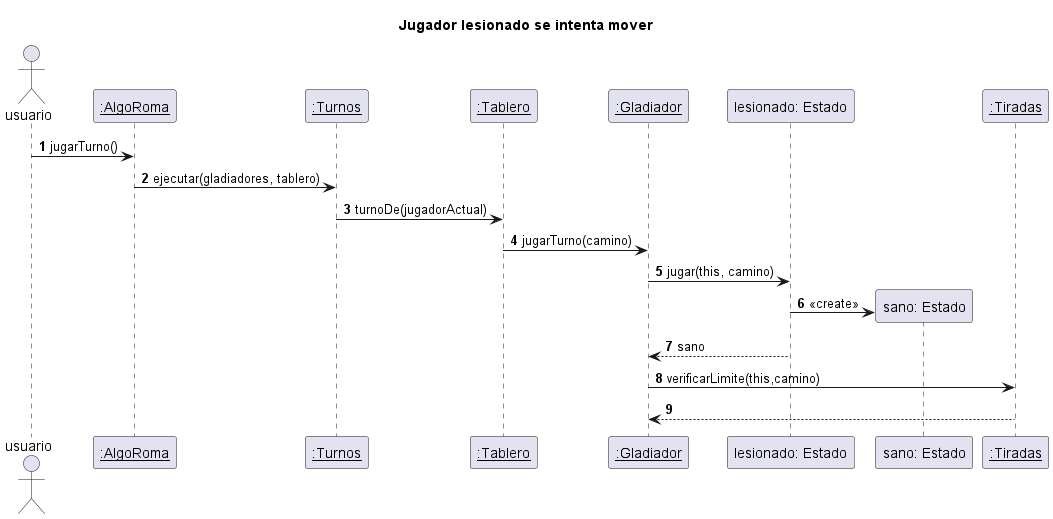 Jugador lesionado se intenta mover
usuario
:AlgoRoma
:Turnos
:Tablero
:Gladiador
lesionado: Estado
:Tiradas
1 jugarTurno()
2 ejecutar(gladiadores, tablero)
3 turnoDe(jugadorActual)
4 jugarTurno(camino)
5 jugar(this, camino)
6 «create»
sano: Estado
7 sano
8 verificarLimite(this,camino)
9
usuario
:AlgoRoma
:Turnos
:Tablero
:Gladiador
lesionado: Estado
sano: Estado
:Tiradas